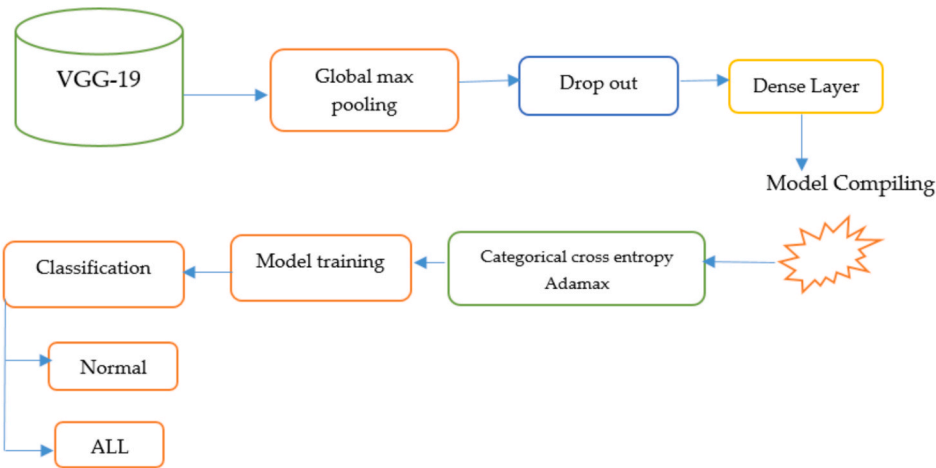 VGG-19
Global max
pooling
Drop out
Dense Layer
Model Compiling
Categorical cross entropy
Adamax
Model training
Classification
Normal
ALL